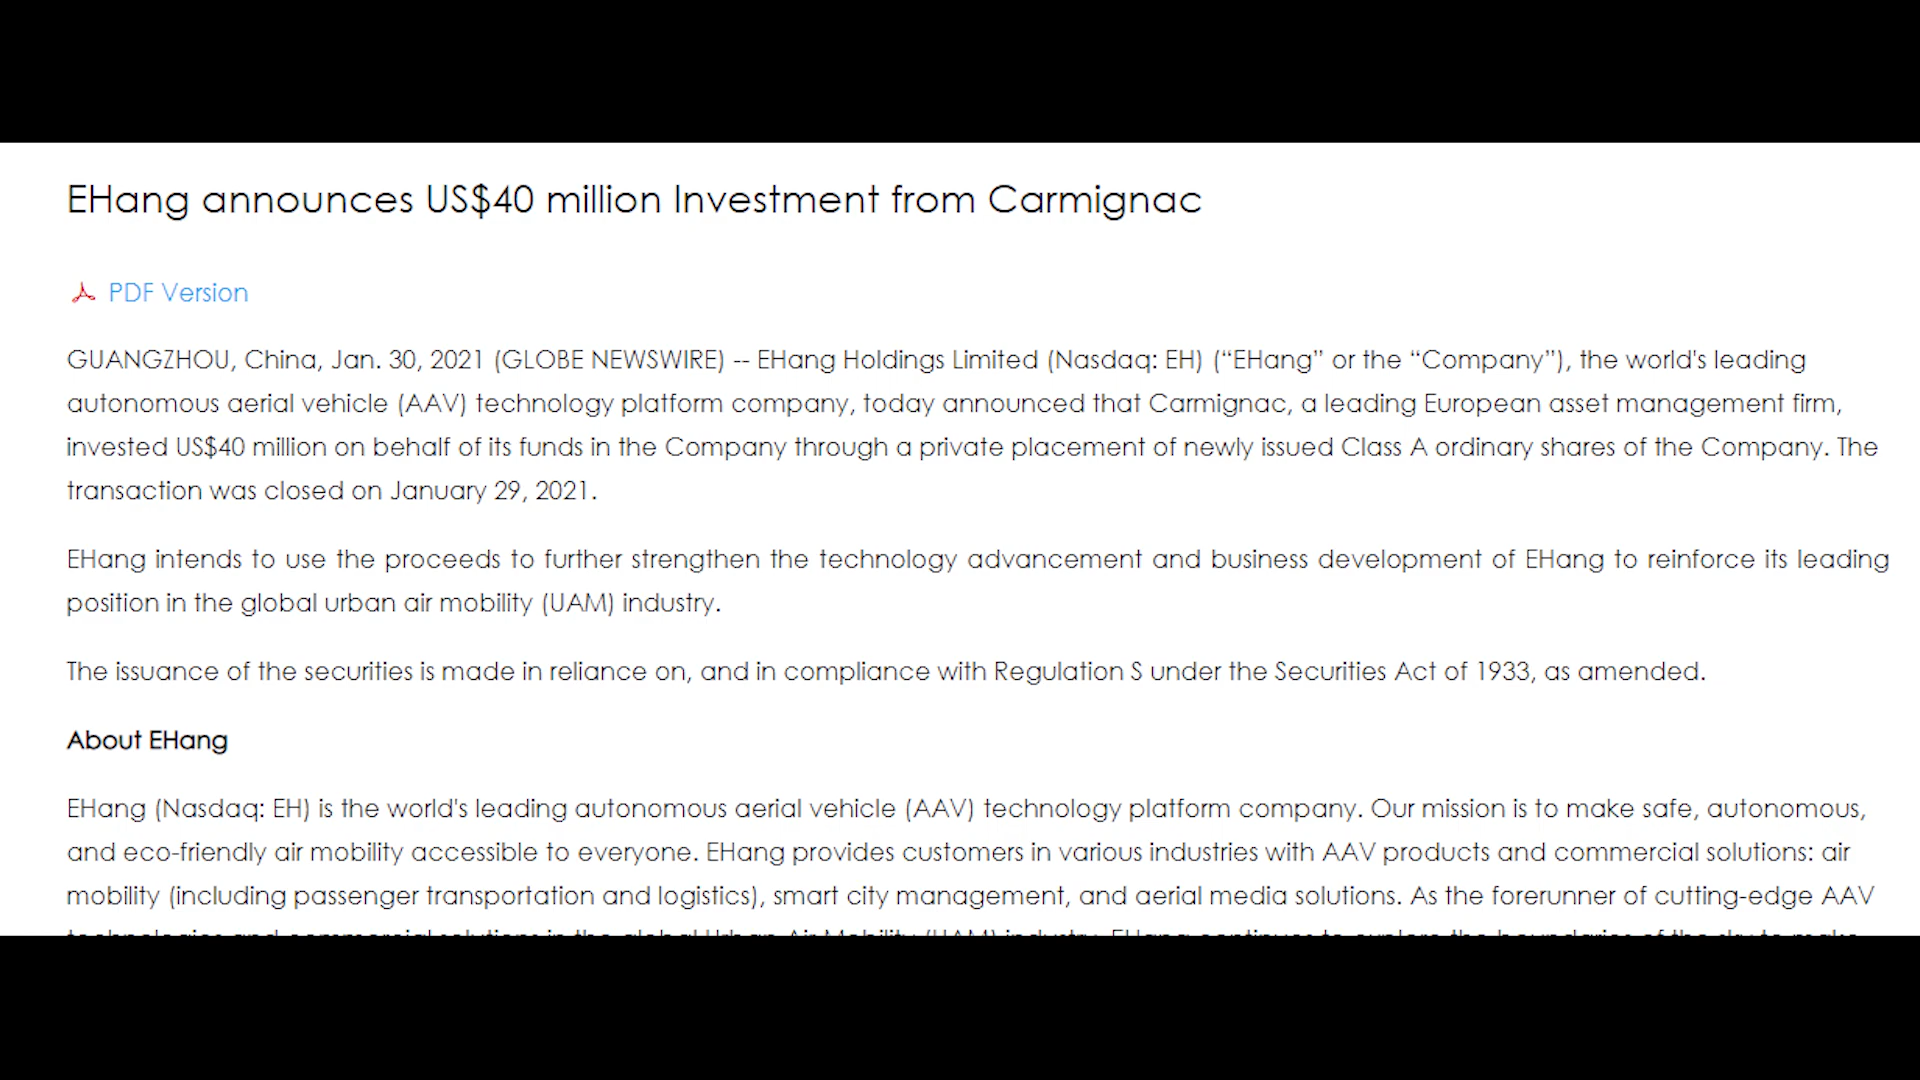 EHang announces US$40 million Investment from Carmignac
PDF Version
GUANGZHOU, China, Jan. 30, 2021 (GLOBE NEWSWIRE) -- EHang Holdings Limited (Nasdaq: EH) (“EHang” or the “Company”), the world's leading
autonomous aerial vehicle (AAV) technology platform company, today announced that Carmignac, a leading European asset management firm,
invested US$40 million on behalf of its funds in the Company through a private placement of newly issued Class A ordinary shares of the Company. The
transaction was closed on January 29, 2021.
EHang intends to use the proceeds to further strengthen the technology advancement and business development of EHang to reinforce its leading
position in the global urban air mobility (UAM) industry.
The issuance of the securities is made in reliance on, and in compliance with Regulation S under the Securities Act of 1933, as amended.
About EHang
EHang (Nasdaq: EH) is the world's leading autonomous aerial vehicle (AAV) technology platform company. Our mission is to make safe, autonomous,
and eco-friendly air mobility accessible to everyone. EHang provides customers in various industries with AAV products and commercial solutions: air
mobility (including passenger transportation and logistics), smart city management, and aerial media solutions. As the forerunner of cutting-edge AAV